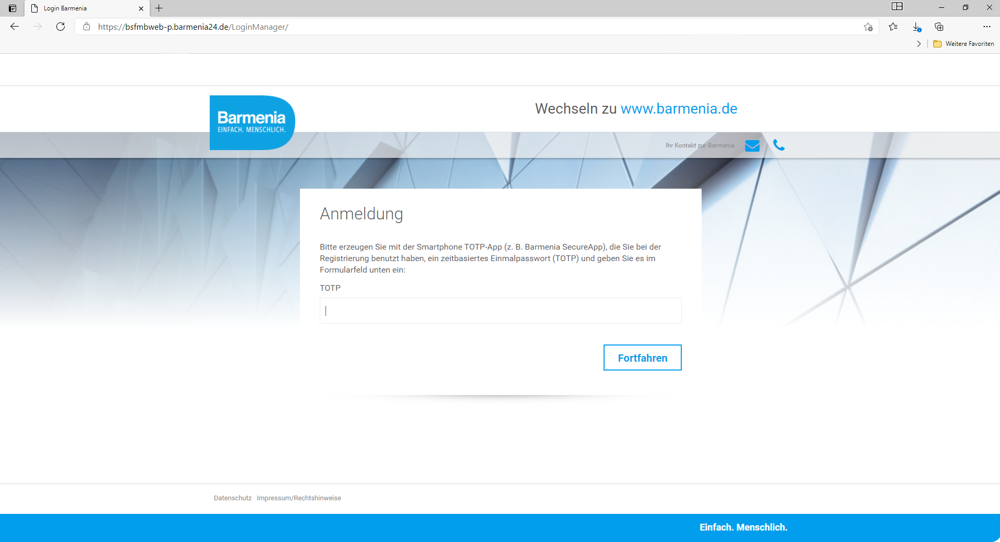 Login Barmenia
https://bsfmbweb-p.barmenia24.de/LoginManager/
Weitere Favoriten
Barmenia
EINFACH. MENSCHLICH.
Wechseln zu www.barmenia.de
Ihr Kontakt zur Barmenia
Anmeldung
Bitte erzeugen Sie mit der Smartphone TOTP-App (z. B. Barmenia SecureApp), die Sie bei der
Registrierung benutzt haben, ein zeitbasiertes Einmalpasswort (TOTP) und geben Sie es im
Formularfeld unten ein:
TOTP
Fortfahren
Datenschutz Impressum/Rechtshinweise
Einfach. Menschlich.